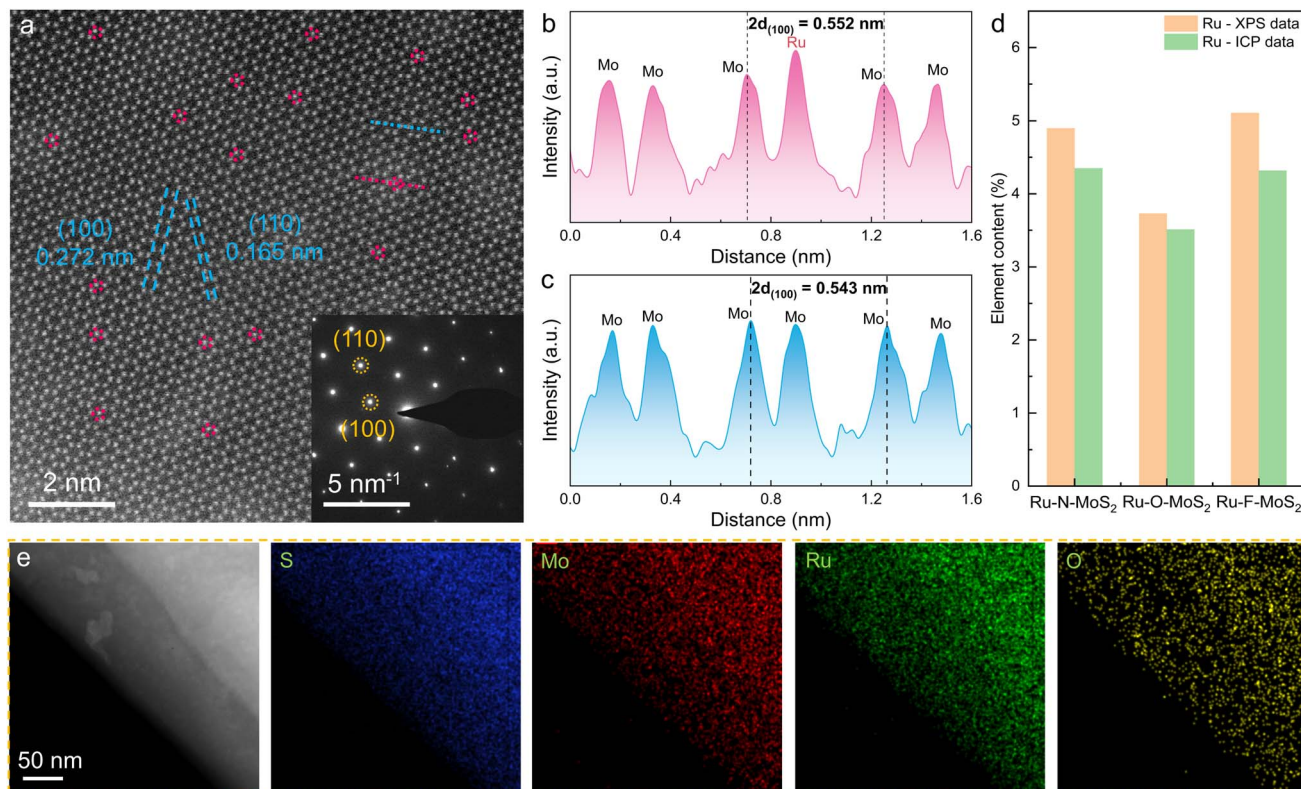 a
(100)
0.272 nm
(110)
0.165 nm
2 nm
(110)
(100)
5 nm⁻¹
b
2d₍₁₀₀₎ = 0.552 nm
Ru
Mo
Mo
Mo
Mo
Mo
Intensity (a.u.)
0.0
0.4
0.8
1.2
1.6
Distance (nm)
c
2d₍₁₀₀₎ = 0.543 nm
Mo
Mo
Mo
Mo
Mo
Mo
Intensity (a.u.)
0.0
0.4
0.8
1.2
1.6
Distance (nm)
d
Ru - XPS data
Ru - ICP data
Element content (%)
6
5
4
3
2
1
0
Ru-N-MoS₂ Ru-O-MoS₂ Ru-F-MoS₂
e
50 nm
S
Mo
Ru
O